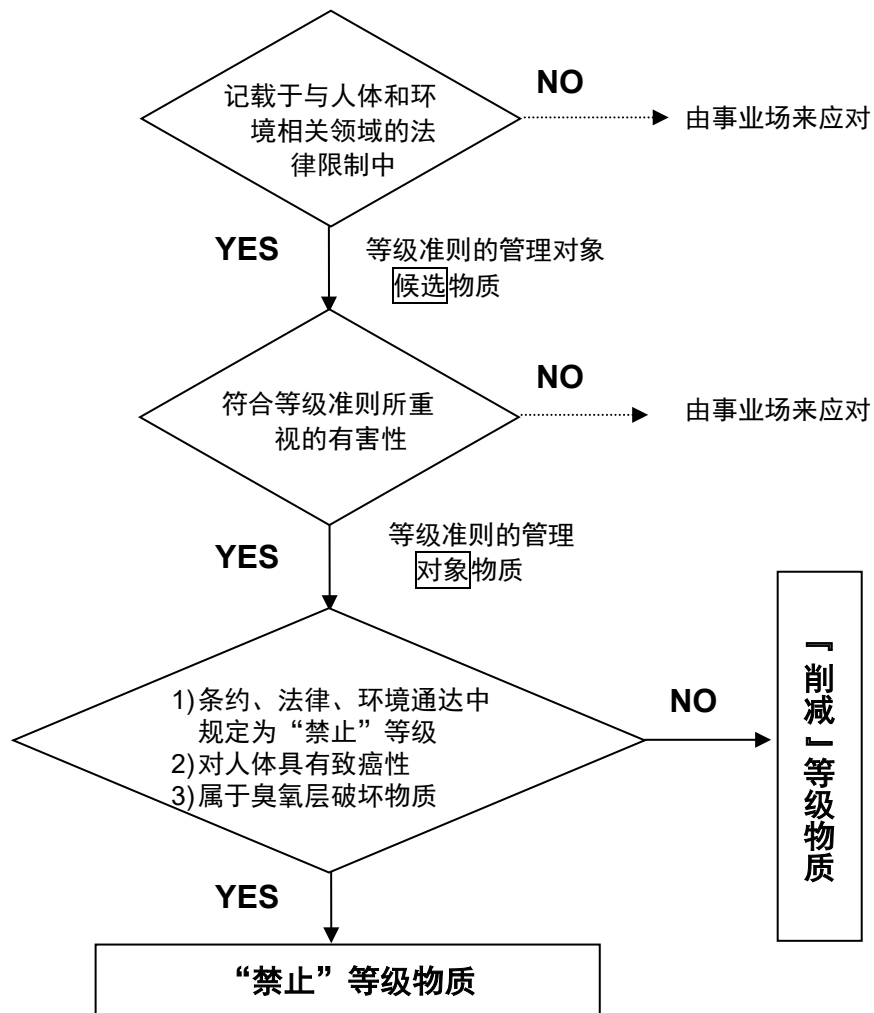 记载于与人体和环
境相关领域的法
律限制中
NO
由事业场来应对
YES
等级准则的管理对象
候选物质
符合等级准则所重
视的有害性
NO
由事业场来应对
YES
等级准则的管理
对象物质
1)条约、法律、环境通达中
规定为“禁止”等级
2)对人体具有致癌性
3)属于臭氧层破坏物质
NO
『削减』等级物质
YES
“禁止”等级物质